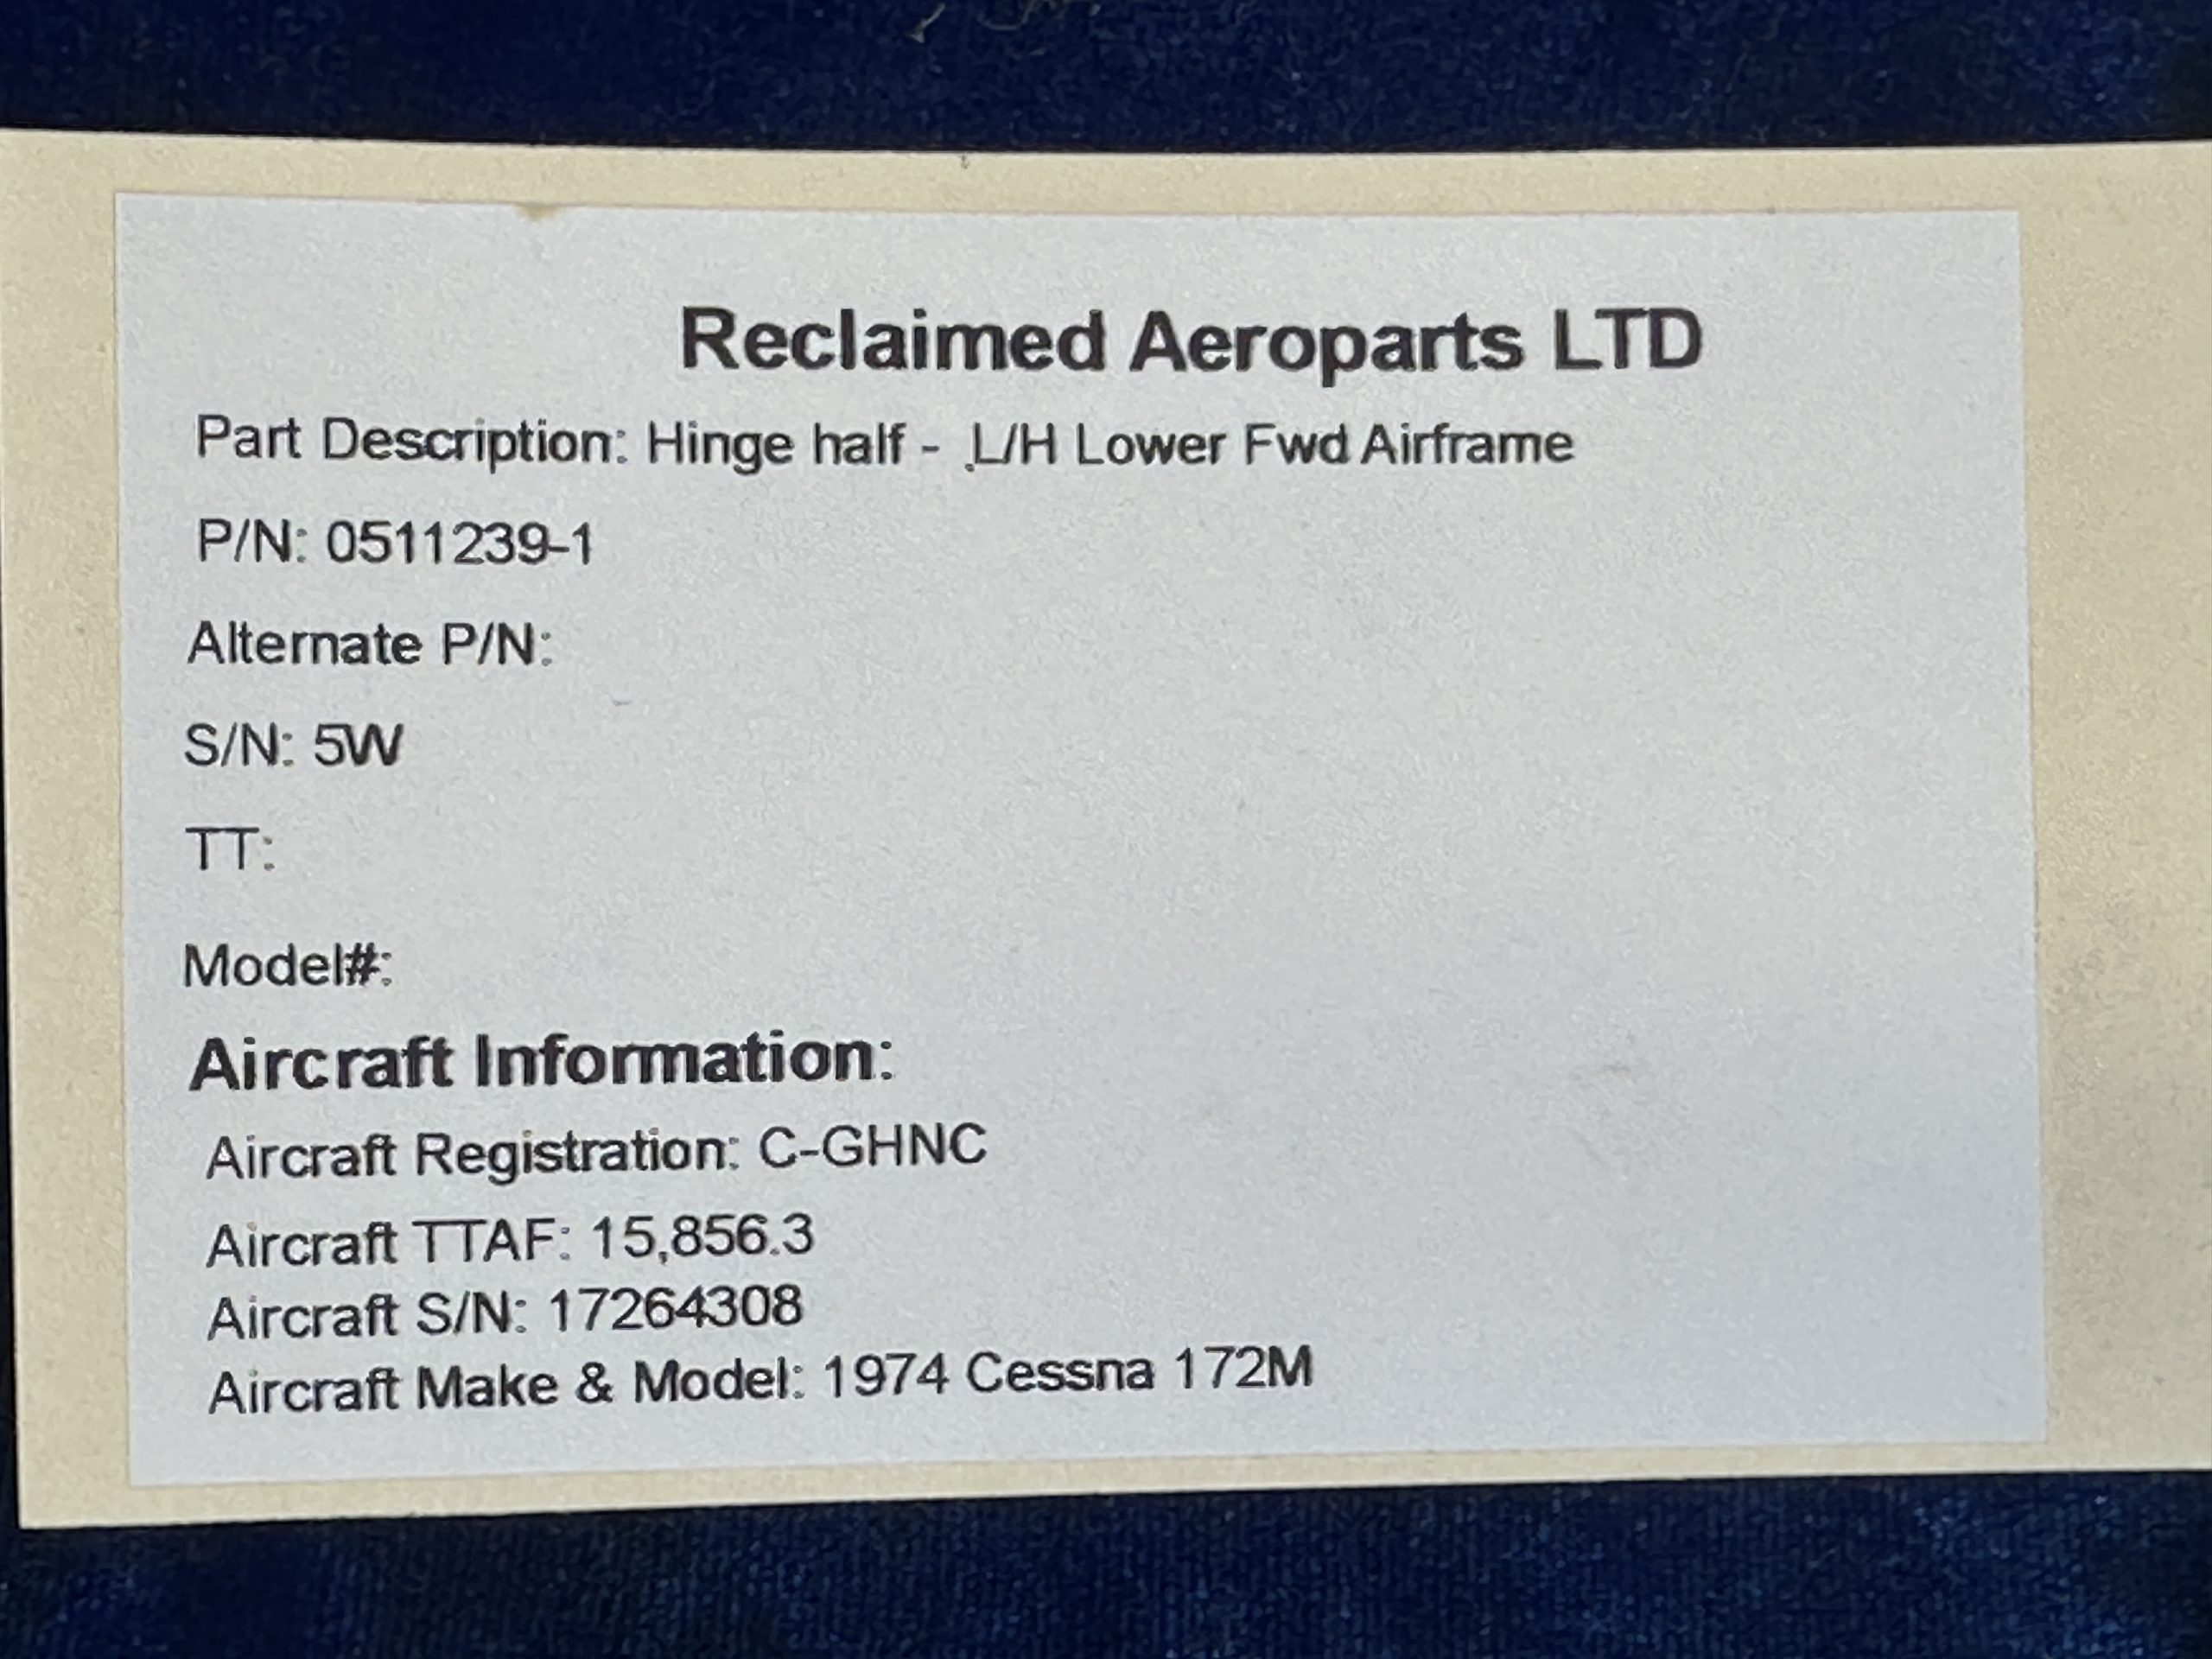 Reclaimed Aeroparts LTD
Part Description: Hinge half - L/H Lower Fwd Airframe
P/N: 0511239-1
Alternate P/N:
S/N: 5W
TT:
Model#:
Aircraft Information:
Aircraft Registration: C-GHNC
Aircraft TTAF: 15,856.3
Aircraft S/N: 17264308
Aircraft Make & Model: 1974 Cessna 172M